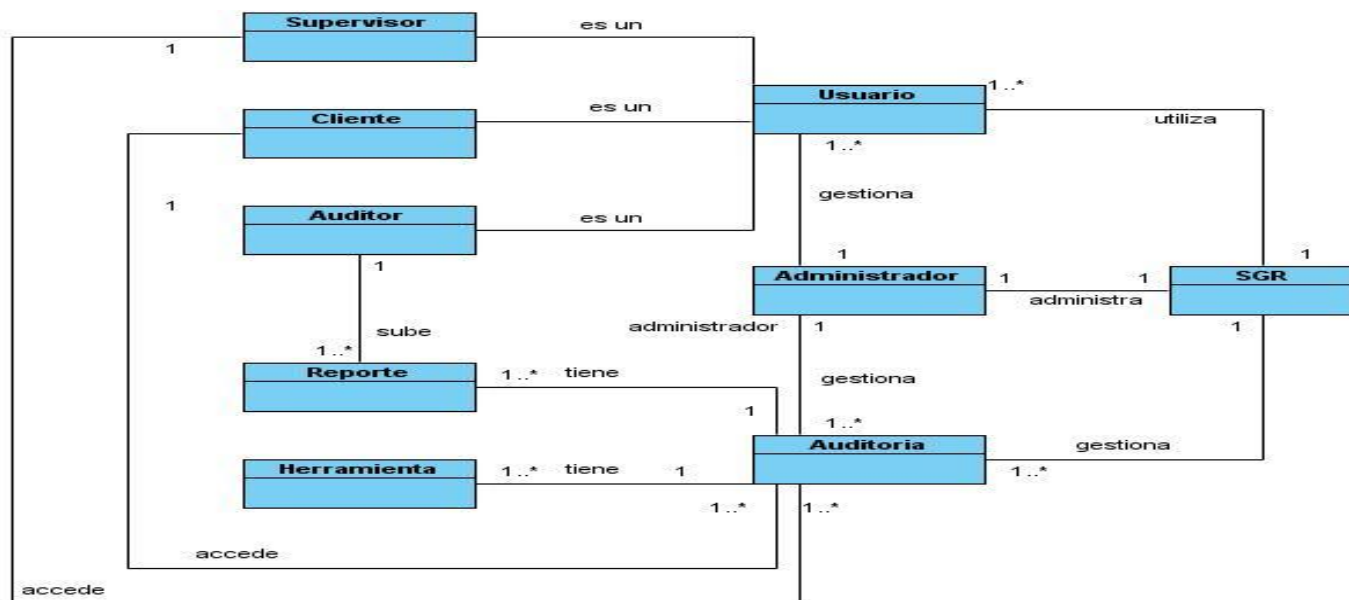 Supervisor
es un
1
Usuario
1..*
Cliente
es un
utiliza
1..*
gestiona
1
Auditor
es un
1
1
1
Administrador
1
1
SGR
administra
administrador
1
1
sube
1..*
Reporte
1..*
tiene
gestiona
1
1..*
Auditoria
gestiona
Herramienta
1..*
tiene
1
1..*
1..*
1..*
accede
accede